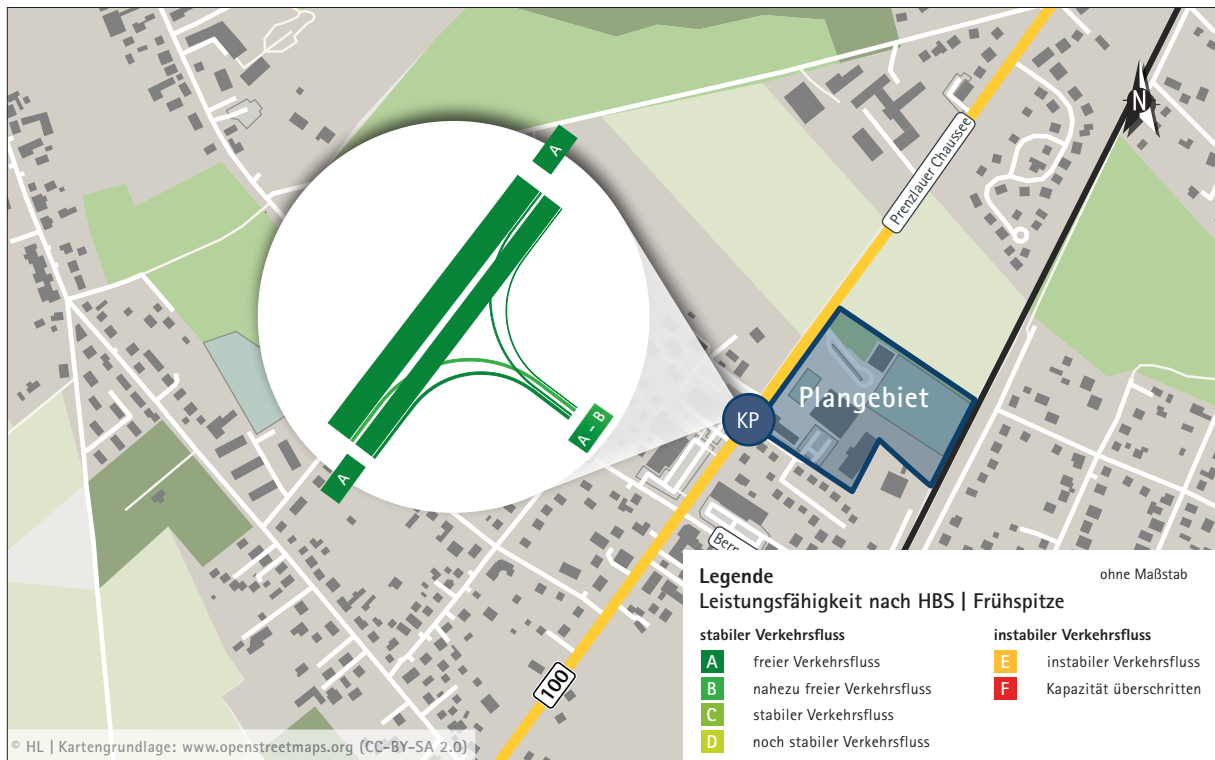 N
A
Prenzlauer Chaussee
Plangebiet
KP
A - B
A
Bern
100
Legende
ohne Maßstab
Leistungsfähigkeit nach HBS | Frühspitze
stabiler Verkehrsfluss
A freier Verkehrsfluss
B nahezu freier Verkehrsfluss
C stabiler Verkehrsfluss
D noch stabiler Verkehrsfluss
instabiler Verkehrsfluss
E instabiler Verkehrsfluss
F Kapazität überschritten
© HL | Kartengrundlage: www.openstreetmaps.org (CC-BY-SA 2.0)